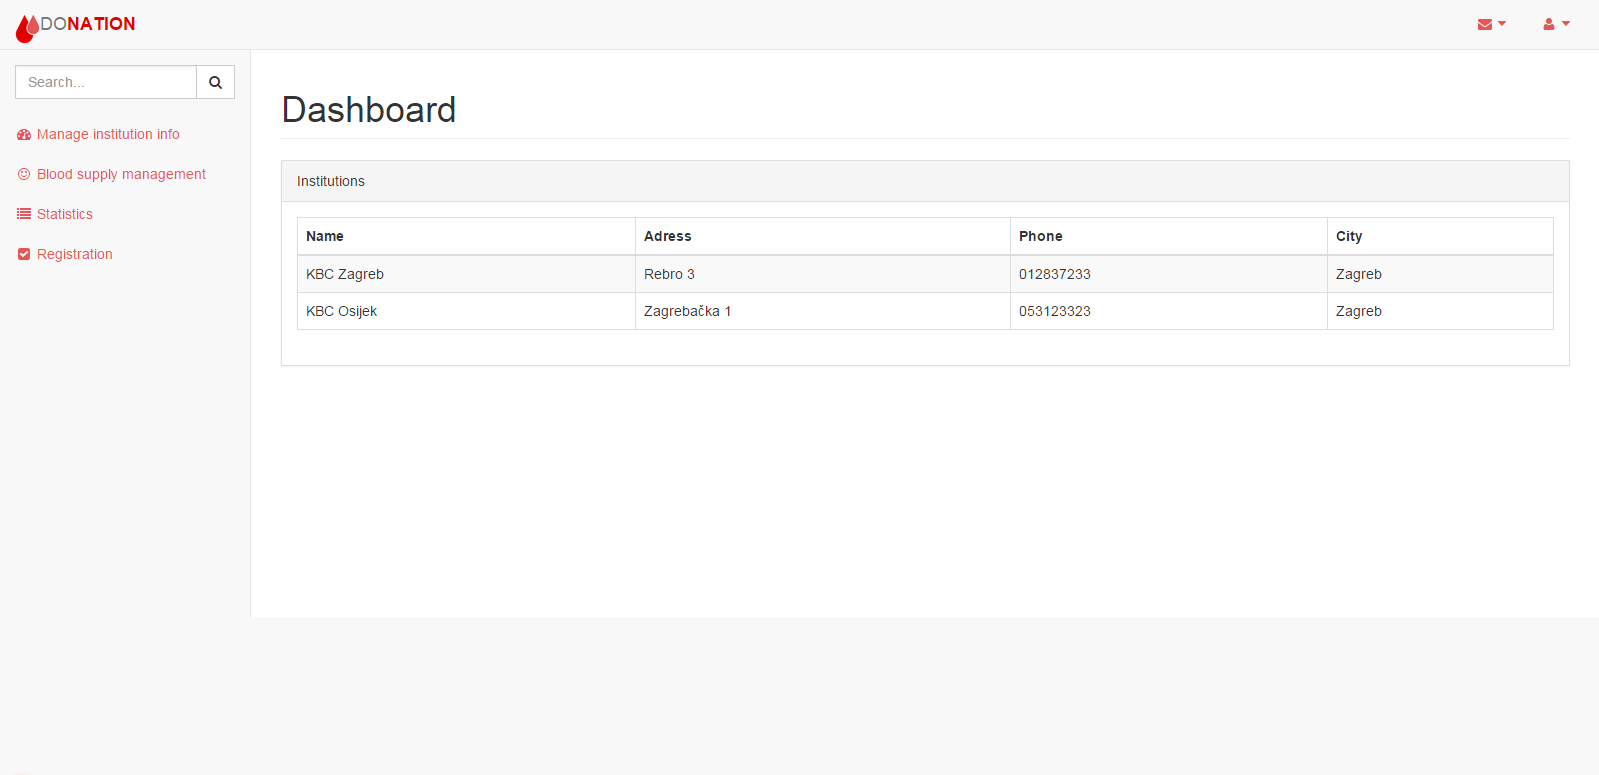 DONATION
Search...
Manage institution info
Blood supply management
Statistics
Registration
Dashboard
Institutions
Name Adress Phone City
KBC Zagreb Rebro 3 012837233 Zagreb
KBC Osijek Zagrebačka 1 053123323 Zagreb